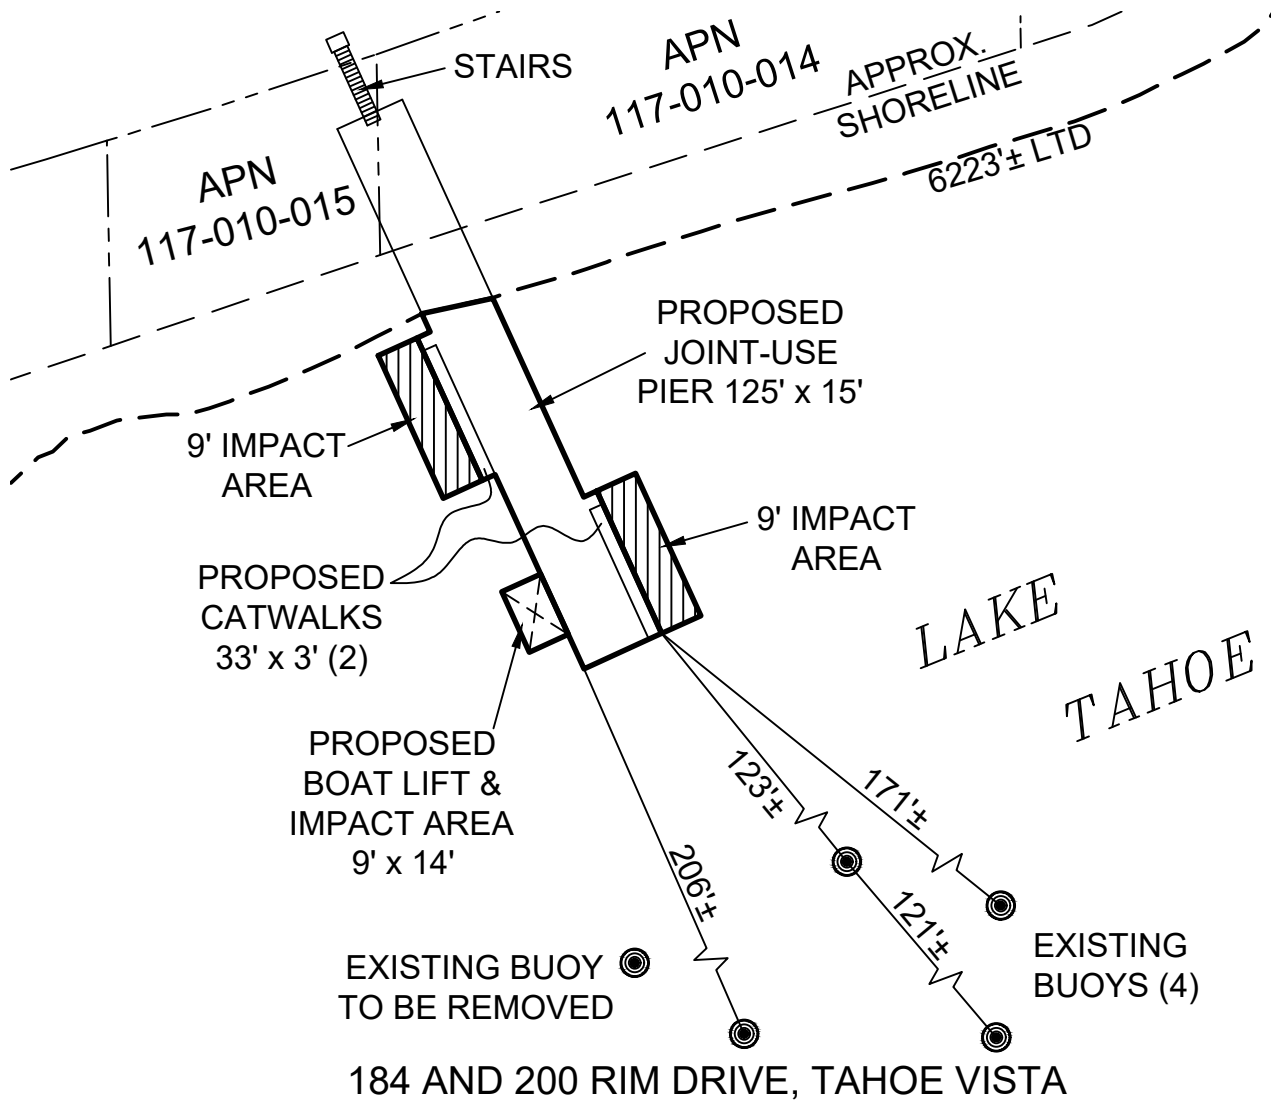 STAIRS
APN
117-010-014
APPROX.
SHORELINE
6223'± LTD
APN
117-010-015
PROPOSED
JOINT-USE
PIER 125' x 15'
9' IMPACT
AREA
9' IMPACT
AREA
PROPOSED
CATWALKS
33' x 3' (2)
LAKE
TAHOE
PROPOSED
BOAT LIFT &
IMPACT AREA
9' x 14'
123'±
171'±
206'±
121'±
EXISTING
BUOYS (4)
EXISTING BUOY
TO BE REMOVED
184 AND 200 RIM DRIVE, TAHOE VISTA